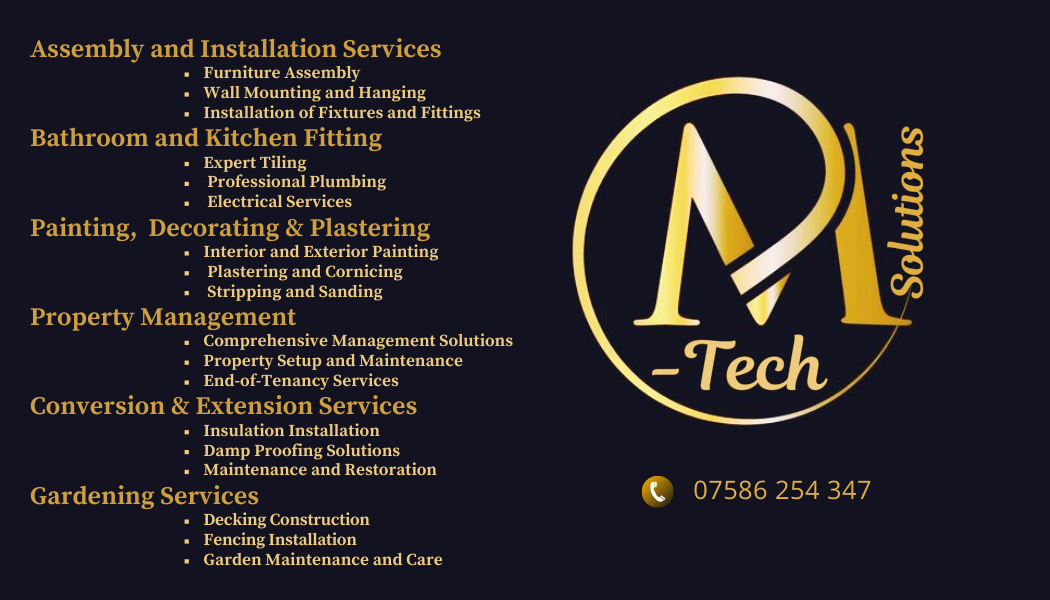 Assembly and Installation Services
▪ Furniture Assembly
▪ Wall Mounting and Hanging
▪ Installation of Fixtures and Fittings
Bathroom and Kitchen Fitting
▪ Expert Tiling
▪ Professional Plumbing
▪ Electrical Services
Painting, Decorating & Plastering
▪ Interior and Exterior Painting
▪ Plastering and Cornicing
▪ Stripping and Sanding
Property Management
▪ Comprehensive Management Solutions
▪ Property Setup and Maintenance
▪ End-of-Tenancy Services
Conversion & Extension Services
▪ Insulation Installation
▪ Damp Proofing Solutions
▪ Maintenance and Restoration
Gardening Services
▪ Decking Construction
▪ Fencing Installation
▪ Garden Maintenance and Care
M
-Tech
Solutions
07586 254 347